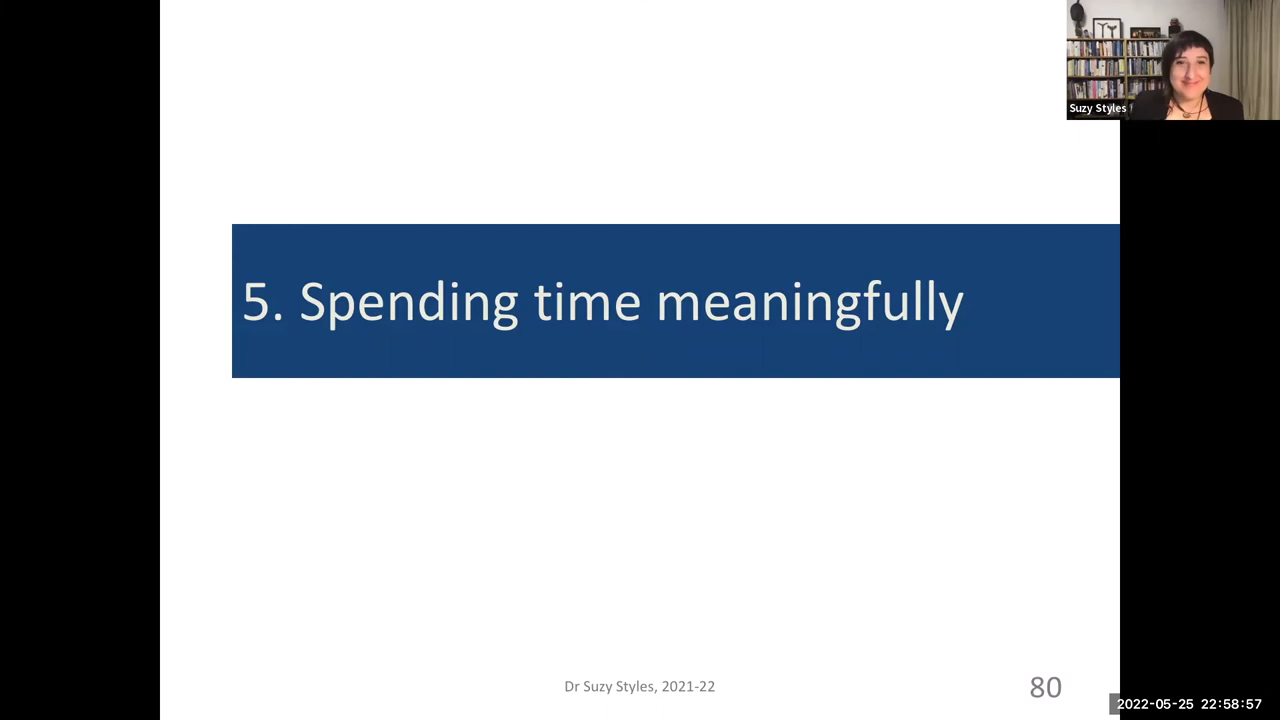 Suzy Styles
5. Spending time meaningfully
Dr Suzy Styles, 2021-22
80
2022-05-25 22:58:57